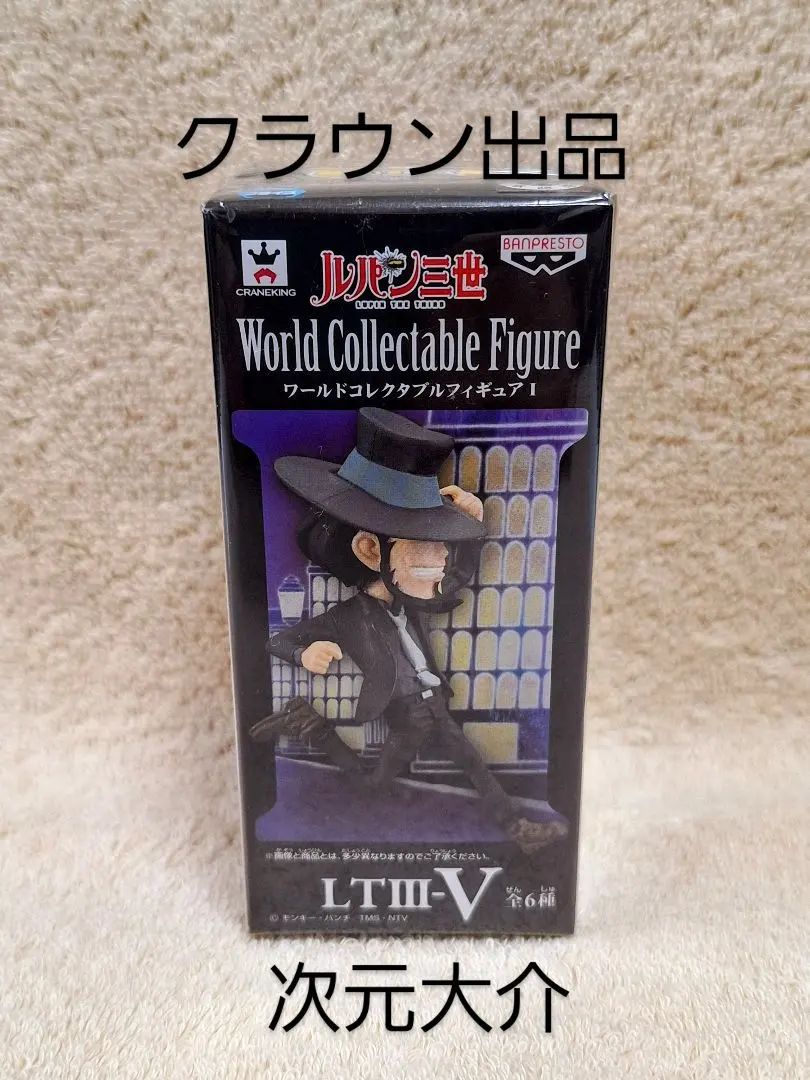 クラウン出品
CRANEKING
ルパン三世
LUPIN THE THIRD
BANPRESTO
World Collectable Figure
ワールドコレクタブルフィギュア I
※画像と商品とは、多少異なりますのでご了承ください。
LTIII-V
全6種
© モンキー・パンチ TMS・NTV
次元大介